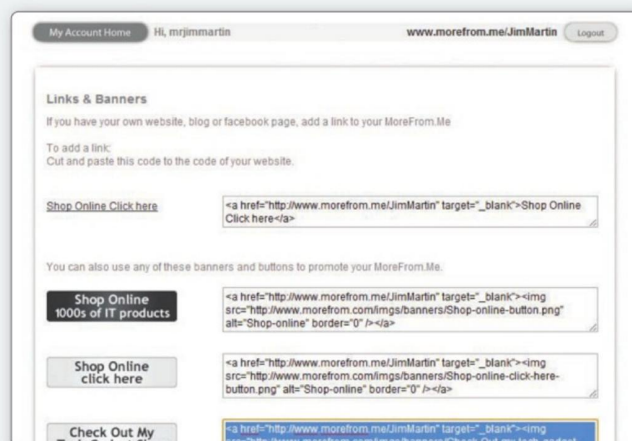 My Account Home Hi, mrjimmartin www.morefrom.me/JimMartin Logout
Links & Banners
If you have your own website, blog or facebook page, add a link to your MoreFrom.Me
To add a link:
Cut and paste this code to the code of your website.
Shop Online Click here
<a href="http://www.morefrom.me/JimMartin" target="_blank">Shop Online
Click here</a>
You can also use any of these banners and buttons to promote your MoreFrom.Me.
Shop Online
1000s of IT products
<a href="http://www.morefrom.me/JimMartin" target="_blank"><img
src="http://www.morefrom.com/imgs/banners/Shop-online-button.png"
alt="Shop-online" border="0" /></a>
Shop Online
click here
<a href="http://www.morefrom.me/JimMartin" target="_blank"><img
src="http://www.morefrom.com/imgs/banners/Shop-online-click-here-
button.png" alt="Shop-online" border="0" /></a>
Check Out My
<a href="http://www.morefrom.me/JimMartin" target="_blank"><img